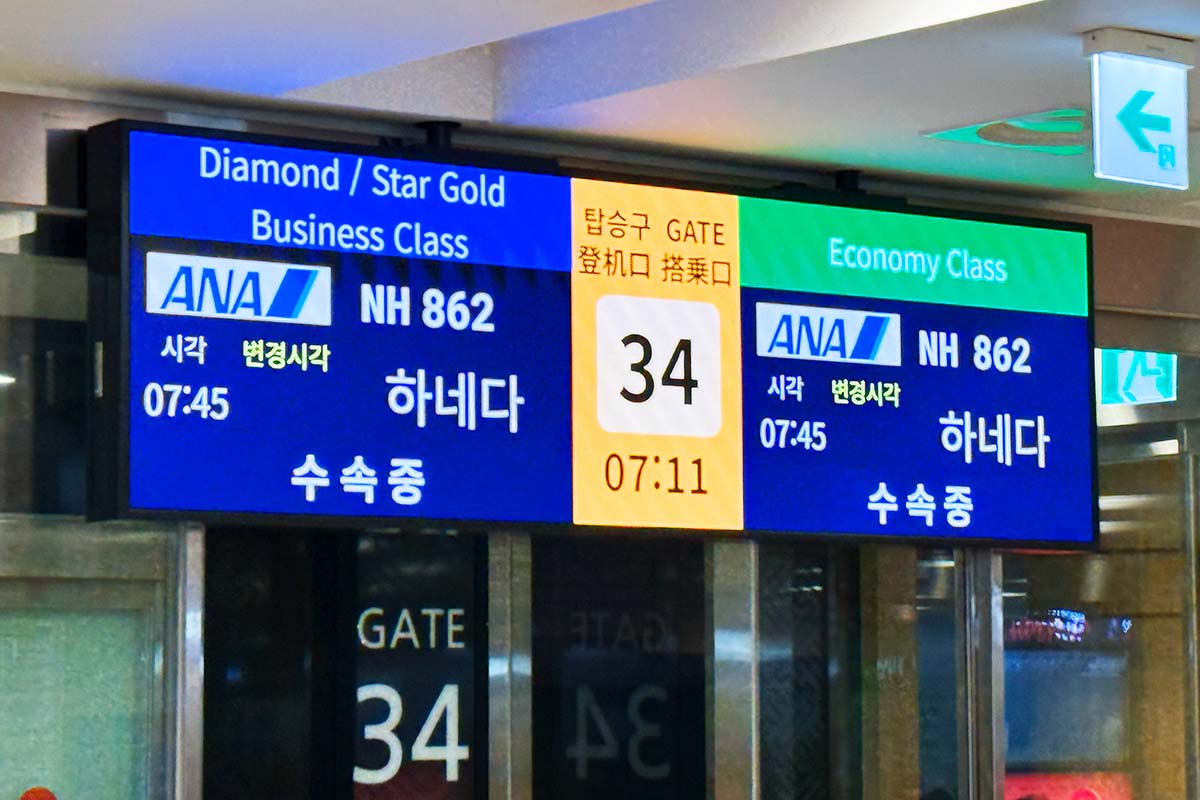 Diamond / Star Gold
Business Class
ANA NH 862
시각 변경시각
07:45 하네다
수속중
탑승구 GATE
登机口 搭乗口
34
07:11
Economy Class
ANA NH 862
시각 변경시각
07:45 하네다
수속중
GATE
34
GATE
34